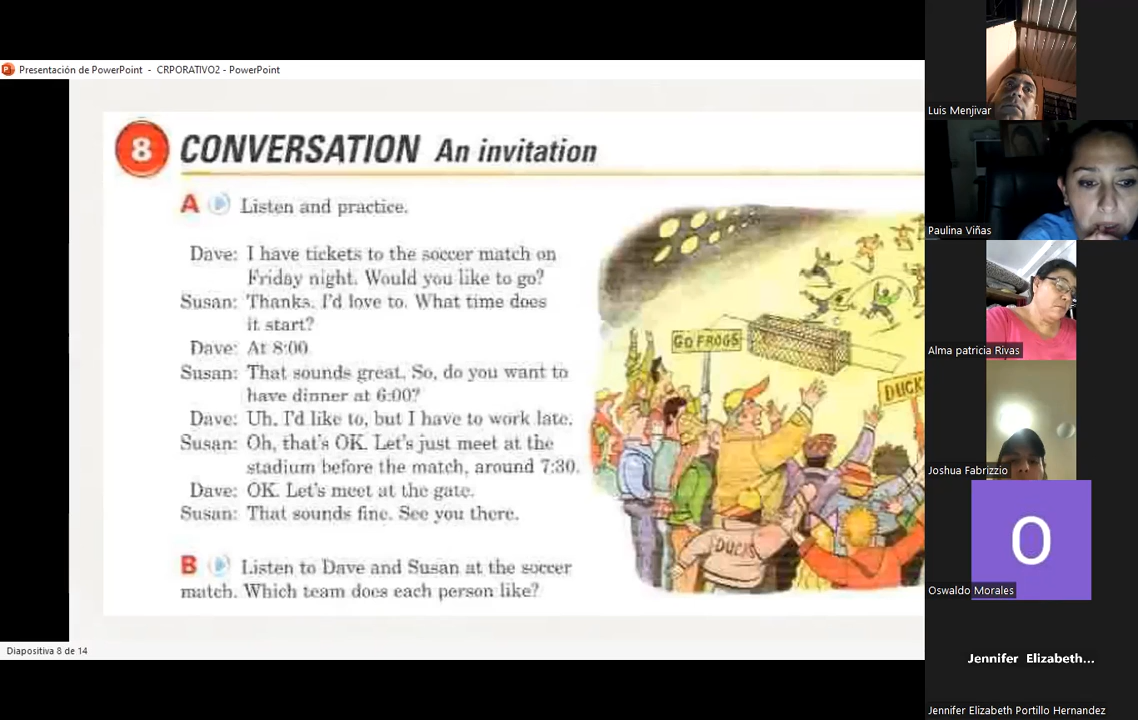 Presentación de PowerPoint - CRPORATIVO2 - PowerPoint
8 CONVERSATION An invitation
A Listen and practice.
Dave: I have tickets to the soccer match on
Friday night. Would you like to go?
Susan: Thanks. I'd love to. What time does
it start?
Dave: At 8:00
Susan: That sounds great. So, do you want to
have dinner at 6:00?
Dave: Uh, I'd like to, but I have to work late.
Susan: Oh, that's OK. Let's just meet at the
stadium before the match, around 7:30.
Dave: OK. Let's meet at the gate.
Susan: That sounds fine. See you there.
B Listen to Dave and Susan at the soccer
match. Which team does each person like?
GO FROGS
DUCK
DUCKS
Diapositiva 8 de 14
Luis Menjivar
Paulina Viñas
Alma patricia Rivas
Joshua Fabrizzio
O
Oswaldo Morales
Jennifer Elizabeth...
Jennifer Elizabeth Portillo Hernandez